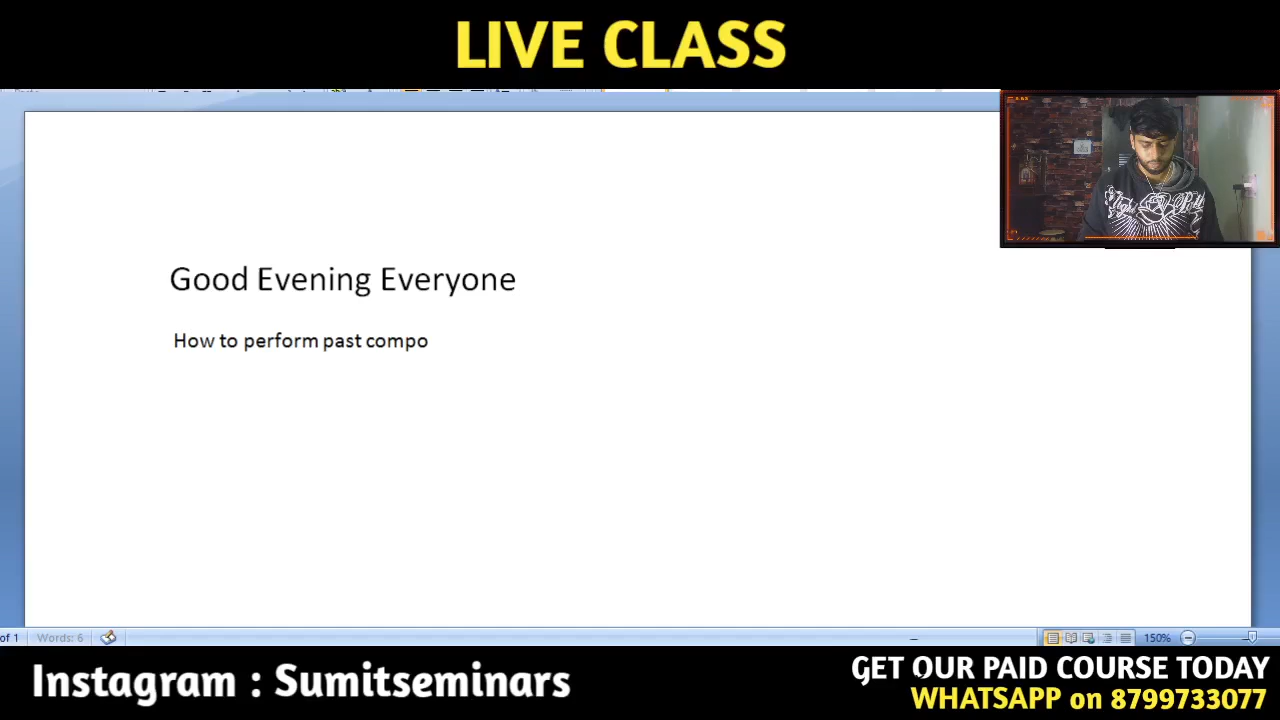 LIVE CLASS
Good Evening Everyone
How to perform past compo
of 1 Words: 6 150%
Instagram : Sumitseminars
GET OUR PAID COURSE TODAY
WHATSAPP on 8799733077